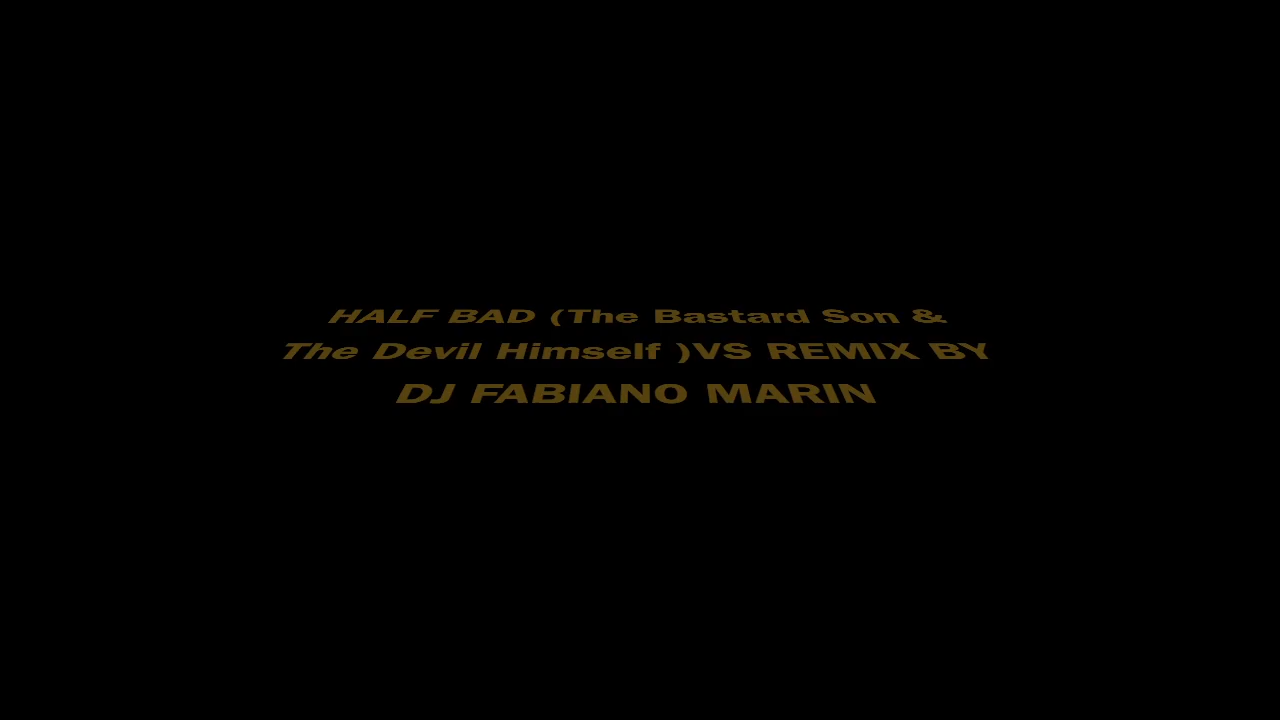 HALF BAD (The Bastard Son &
The Devil Himself )VS REMIX BY
DJ FABIANO MARIN